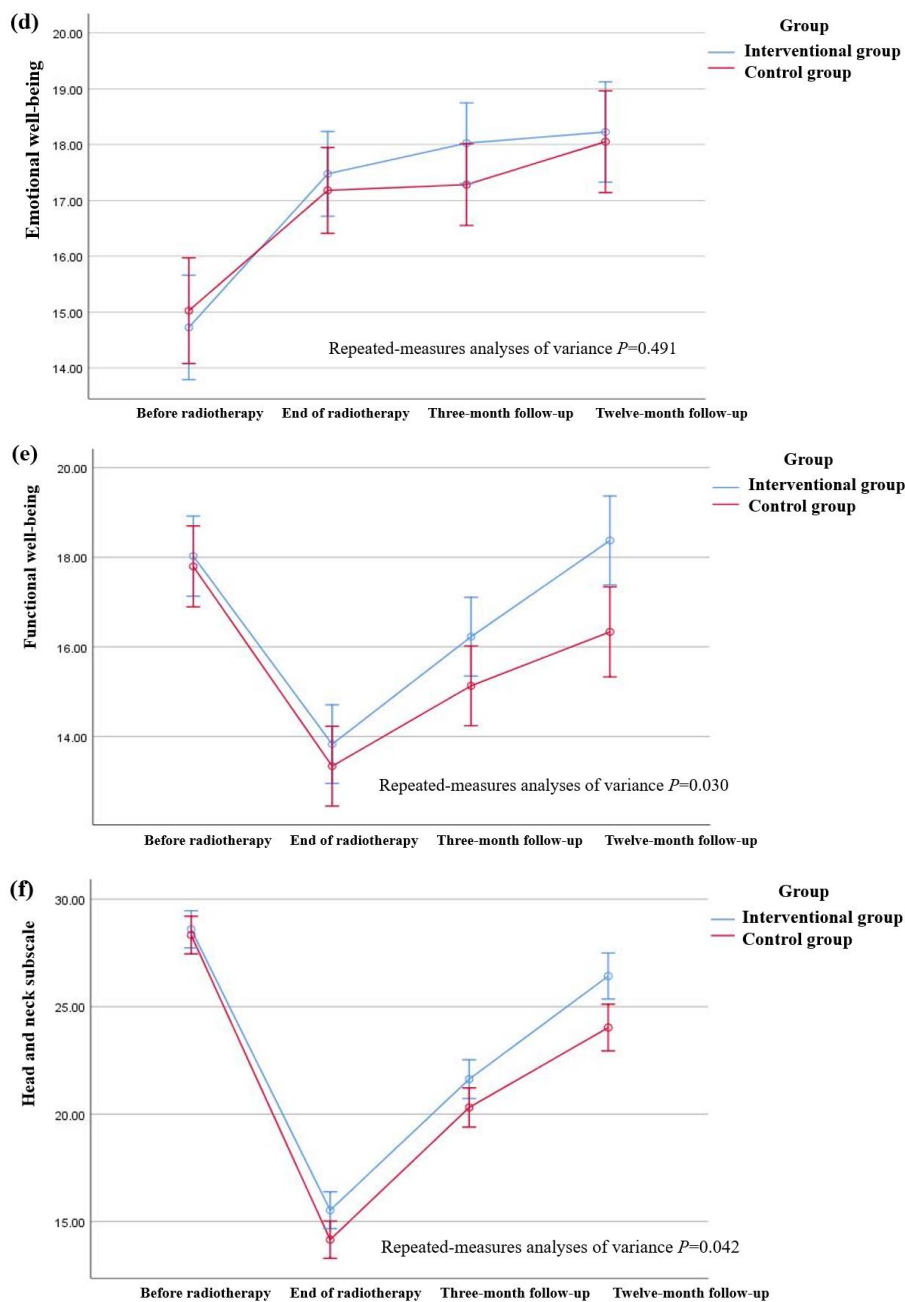 (d)
Group
Interventional group
Control group
Emotional well-being
20.00
19.00
18.00
17.00
16.00
15.00
14.00
Repeated-measures analyses of variance P=0.491
Before radiotherapy End of radiotherapy Three-month follow-up Twelve-month follow-up
(e)
Group
Interventional group
Control group
Functional well-being
20.00
18.00
16.00
14.00
Repeated-measures analyses of variance P=0.030
Before radiotherapy End of radiotherapy Three-month follow-up Twelve-month follow-up
(f)
Group
Interventional group
Control group
Head and neck subscale
30.00
25.00
20.00
15.00
Repeated-measures analyses of variance P=0.042
Before radiotherapy End of radiotherapy Three-month follow-up Twelve-month follow-up